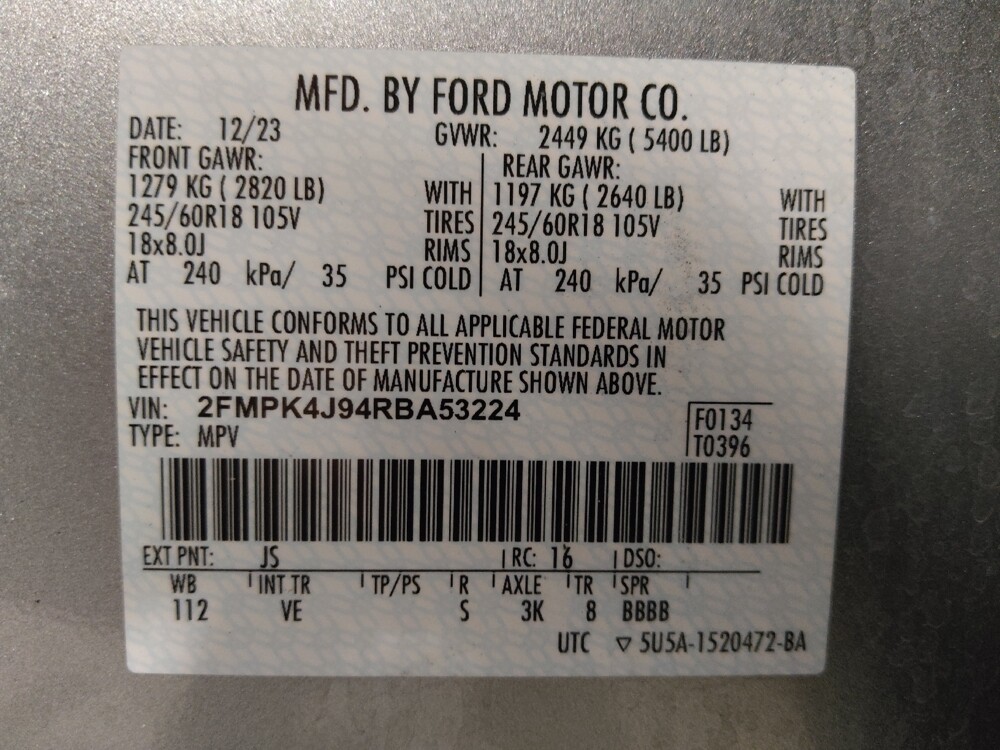 MFD. BY FORD MOTOR CO.
DATE: 12/23 GVWR: 2449 KG ( 5400 LB)
FRONT GAWR: REAR GAWR:
1279 KG ( 2820 LB) WITH 1197 KG ( 2640 LB) WITH
245/60R18 105V TIRES 245/60R18 105V TIRES
18x8.0J RIMS 18x8.0J RIMS
AT 240 kPa/ 35 PSI COLD AT 240 kPa/ 35 PSI COLD
THIS VEHICLE CONFORMS TO ALL APPLICABLE FEDERAL MOTOR
VEHICLE SAFETY AND THEFT PREVENTION STANDARDS IN
EFFECT ON THE DATE OF MANUFACTURE SHOWN ABOVE.
VIN: 2FMPK4J94RBA53224 F0134
TYPE: MPV T0396
EXT PNT: JS RC: 16 DSO:
WB INT TR TP/PS R AXLE TR SPR
112 VE S 3K 8 BBBB
UTC ▽ 5U5A-1520472-BA